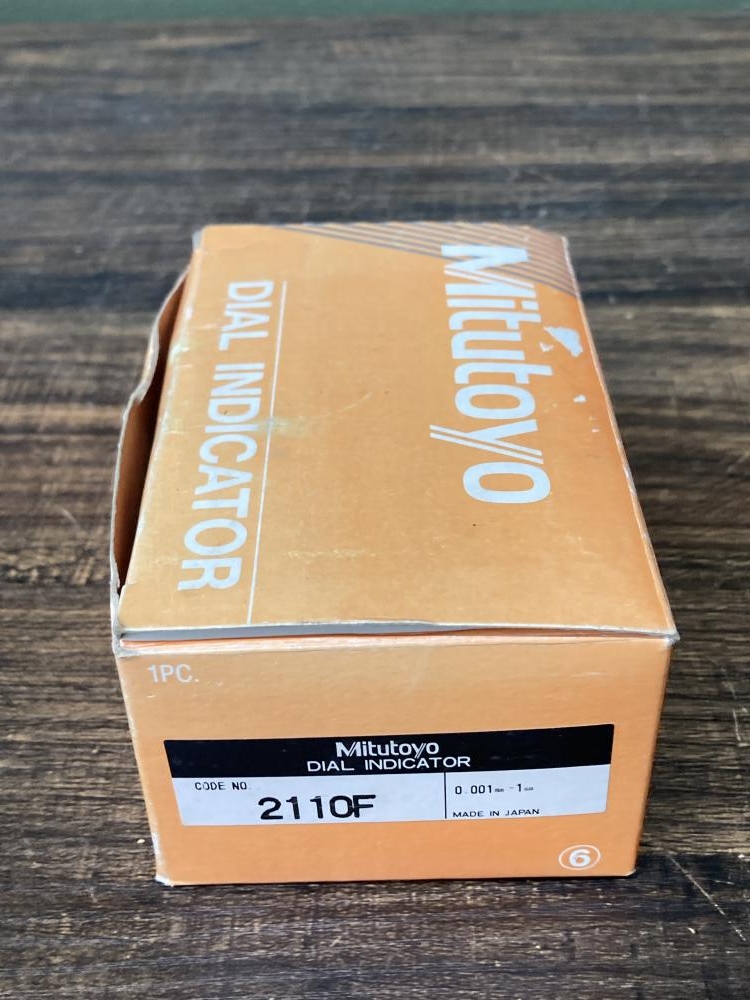 Mitutoyo
DIAL INDICATOR
1PC.
Mitutoyo
DIAL INDICATOR
CODE NO.
2110F
0.001mm -1mm
MADE IN JAPAN
6